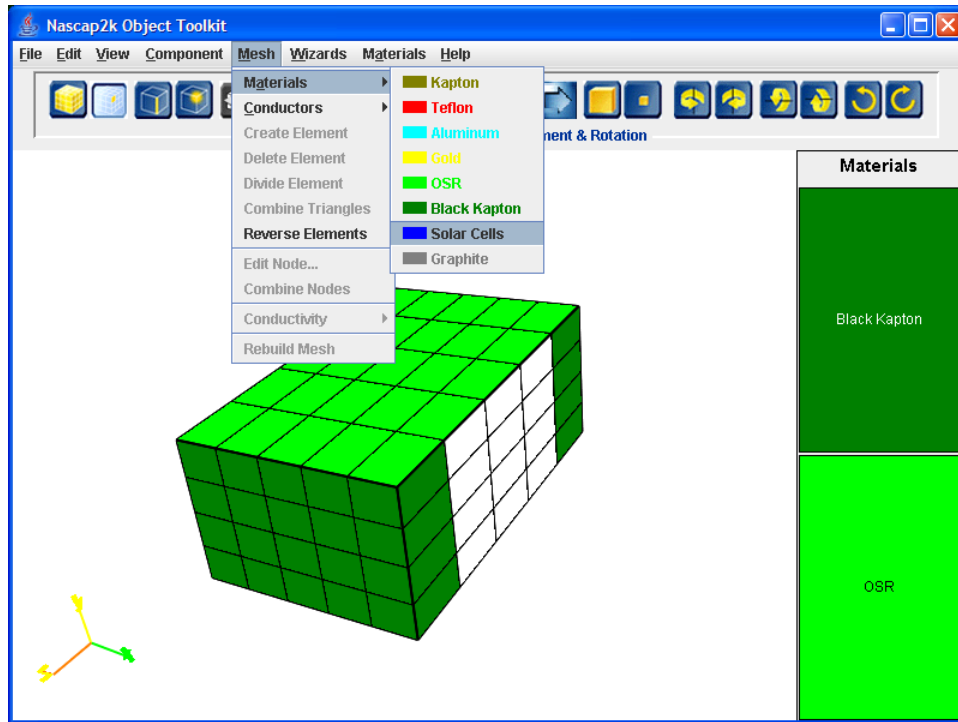 Nascap2k Object Toolkit
File Edit View Component Mesh Wizards Materials Help
Materials
Conductors
Create Element
Delete Element
Divide Element
Combine Triangles
Reverse Elements
Edit Node...
Combine Nodes
Conductivity
Rebuild Mesh
Kapton
Teflon
Aluminum
Gold
OSR
Black Kapton
Solar Cells
Graphite
& Rotation
Materials
Black Kapton
OSR
y